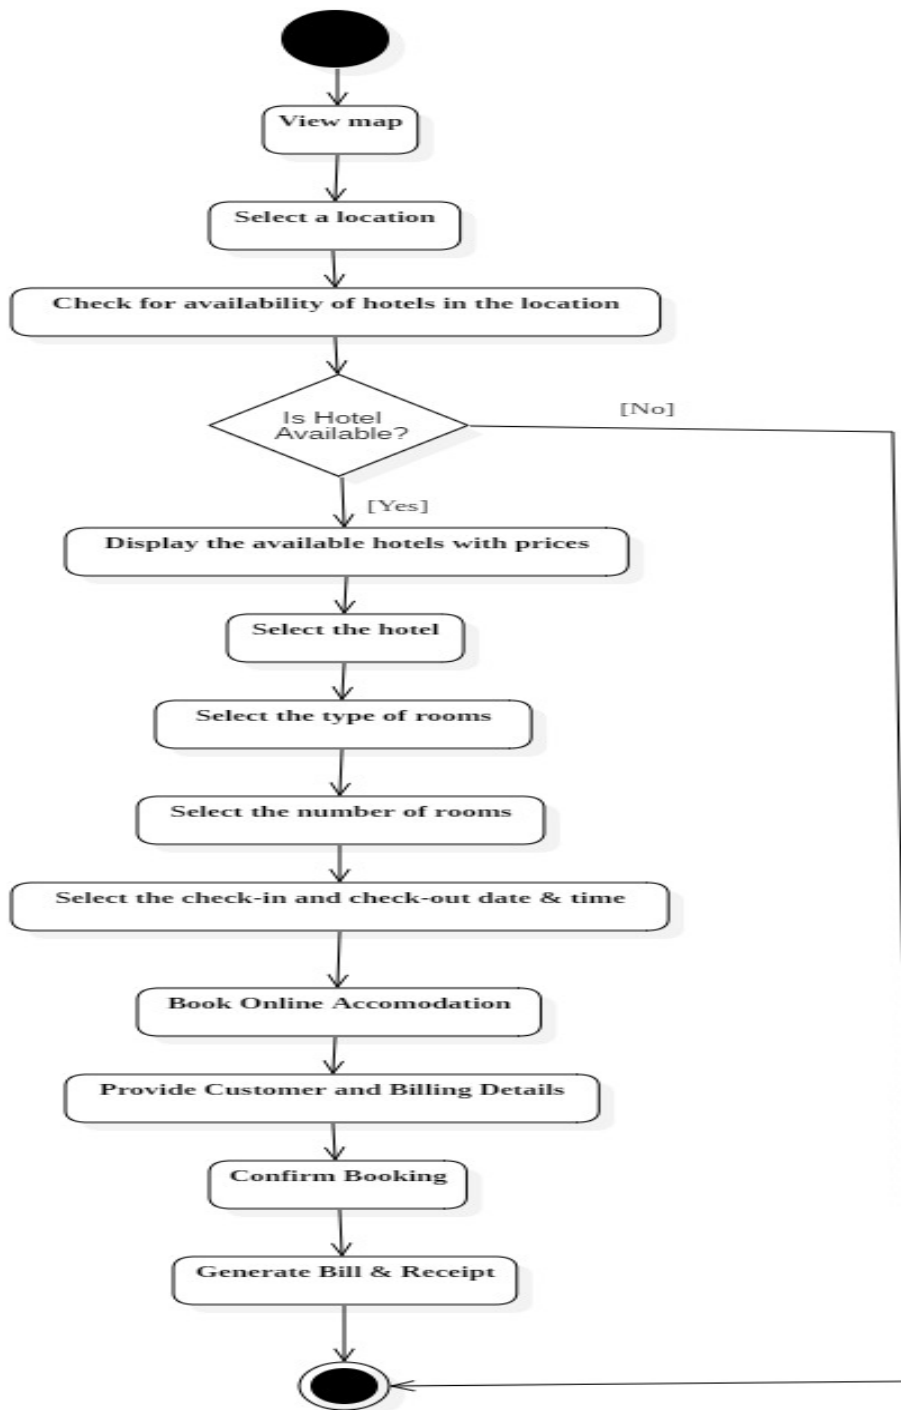 View map
Select a location
Check for availability of hotels in the location
Is Hotel
Available?
[No]
[Yes]
Display the available hotels with prices
Select the hotel
Select the type of rooms
Select the number of rooms
Select the check-in and check-out date & time
Book Online Accomodation
Provide Customer and Billing Details
Confirm Booking
Generate Bill & Receipt